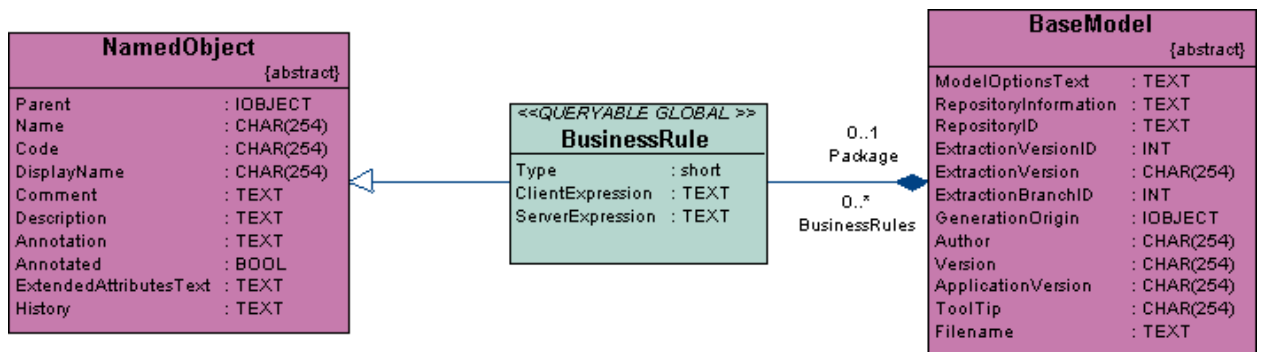 NamedObject
{abstract}
Parent : IOBJECT
Name : CHAR(254)
Code : CHAR(254)
DisplayName : CHAR(254)
Comment : TEXT
Description : TEXT
Annotation : TEXT
Annotated : BOOL
ExtendedAttributesText : TEXT
History : TEXT
<<QUERYABLE GLOBAL >>
BusinessRule
Type : short
ClientExpression : TEXT
ServerExpression : TEXT
0..1
Package
0..*
BusinessRules
BaseModel
{abstract}
ModelOptionsText : TEXT
RepositoryInformation : TEXT
RepositoryID : TEXT
ExtractionVersionID : INT
ExtractionVersion : CHAR(254)
ExtractionBranchID : INT
GenerationOrigin : IOBJECT
Author : CHAR(254)
Version : CHAR(254)
ApplicationVersion : CHAR(254)
ToolTip : CHAR(254)
Filename : TEXT